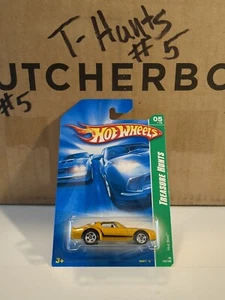 T-Hunts
#5
UTCHERBO
#5
05
HOT WHEELS
TREASURE HUNTS
3+